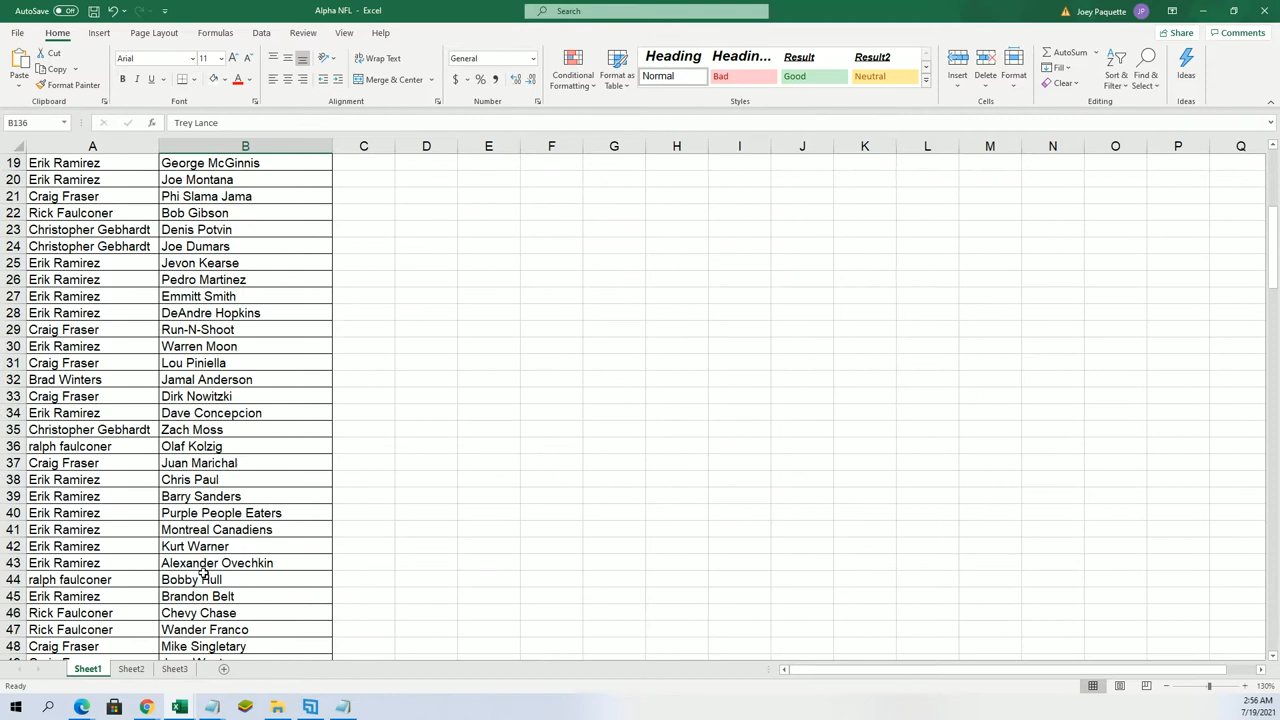 AutoSave Off Alpha NFL - Excel Search Joey Paquette JP
File Home Insert Page Layout Formulas Data Review View Help Share Comments
Paste Cut Copy Format Painter Clipboard
Arial 11 B I U Font
Wrap Text Merge & Center Alignment
General $ % Number
Conditional Formatting Format as Table
Heading Headin... Result Result2
Normal Bad Good Neutral
Styles
Insert Delete Format Cells
AutoSum Fill Clear Sort & Filter Find & Select Editing
Ideas Ideas
B136 fx Trey Lance
A B C D E F G H I J K L M N O P Q
19 Erik Ramirez George McGinnis
20 Erik Ramirez Joe Montana
21 Craig Fraser Phi Slama Jama
22 Rick Faulconer Bob Gibson
23 Christopher Gebhardt Denis Potvin
24 Christopher Gebhardt Joe Dumars
25 Erik Ramirez Jevon Kearse
26 Erik Ramirez Pedro Martinez
27 Erik Ramirez Emmitt Smith
28 Erik Ramirez DeAndre Hopkins
29 Craig Fraser Run-N-Shoot
30 Erik Ramirez Warren Moon
31 Craig Fraser Lou Piniella
32 Brad Winters Jamal Anderson
33 Craig Fraser Dirk Nowitzki
34 Erik Ramirez Dave Concepcion
35 Christopher Gebhardt Zach Moss
36 ralph faulconer Olaf Kolzig
37 Craig Fraser Juan Marichal
38 Erik Ramirez Chris Paul
39 Erik Ramirez Barry Sanders
40 Erik Ramirez Purple People Eaters
41 Erik Ramirez Montreal Canadiens
42 Erik Ramirez Kurt Warner
43 Erik Ramirez Alexander Ovechkin
44 ralph faulconer Bobby Hull
45 Erik Ramirez Brandon Belt
46 Rick Faulconer Chevy Chase
47 Rick Faulconer Wander Franco
48 Craig Fraser Mike Singletary
Sheet1 Sheet2 Sheet3
Ready 130%
2:56 AM
7/19/2021